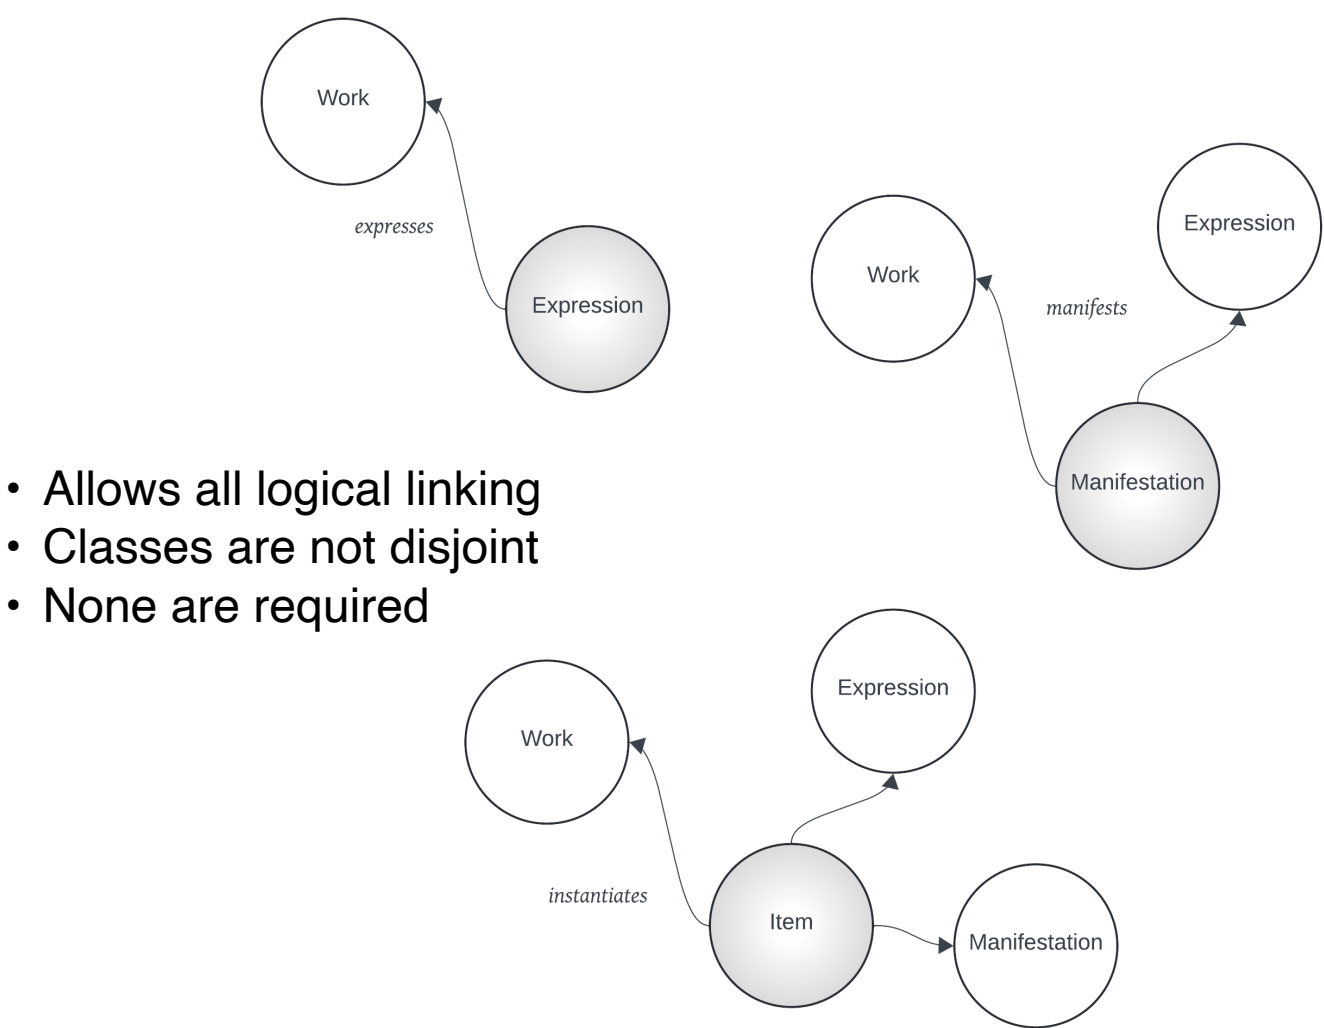 Work
expresses
Expression
Expression
Work
manifests
Manifestation
• Allows all logical linking
• Classes are not disjoint
• None are required
Expression
Work
instantiates
Item
Manifestation